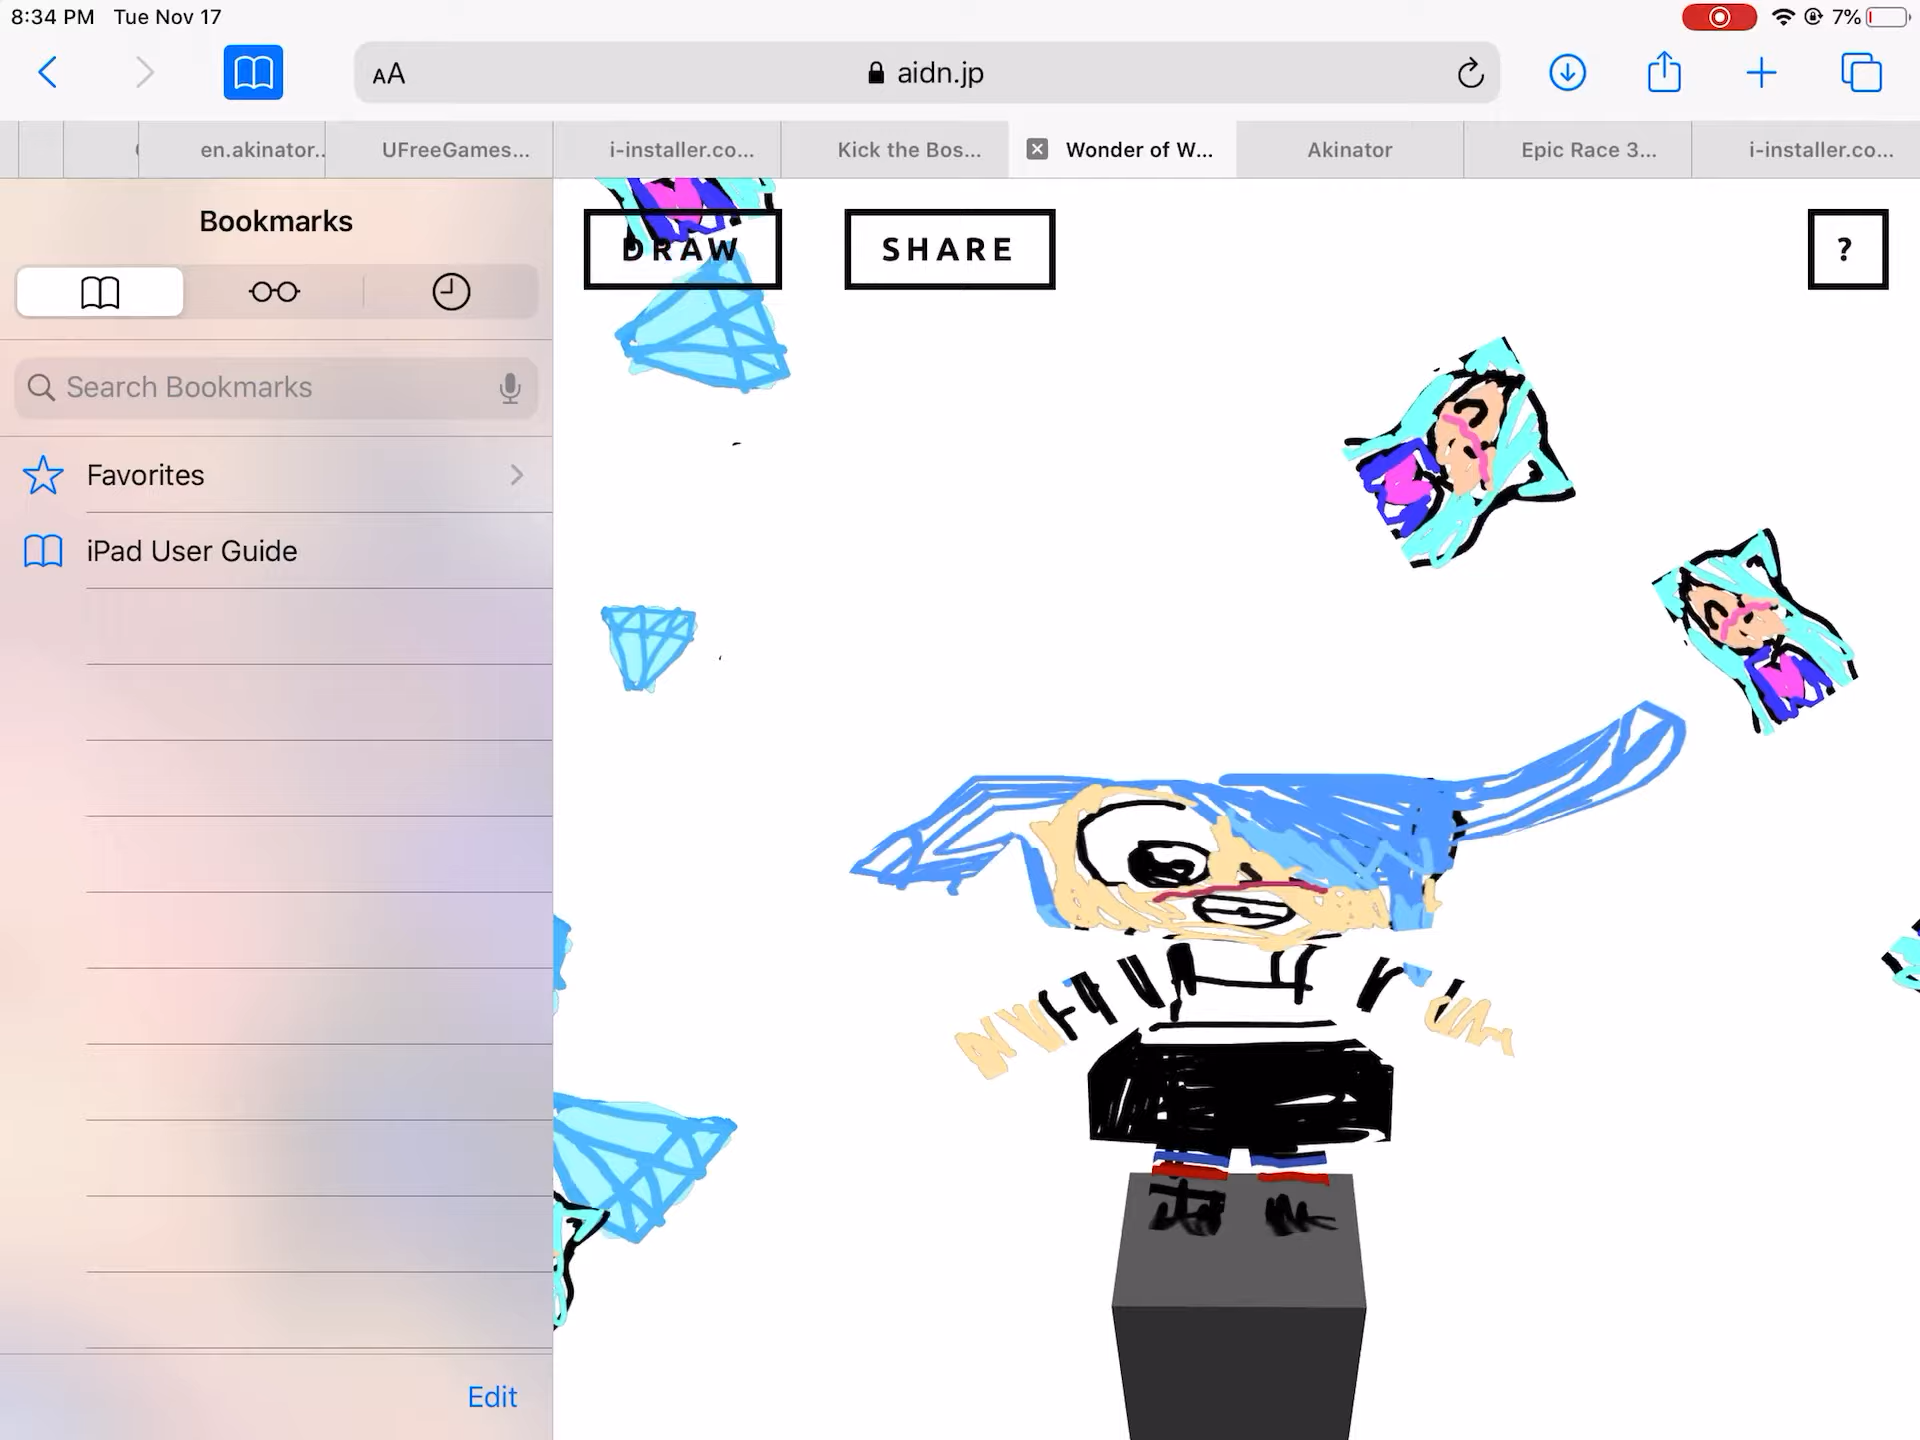 8:34 PM Tue Nov 17 7%
AA aidn.jp
en.akinator.. UFreeGames... i-installer.co... Kick the Bos... Wonder of W... Akinator Epic Race 3... i-installer.co...
Bookmarks
DRAW SHARE ?
Search Bookmarks
Favorites
iPad User Guide
Edit